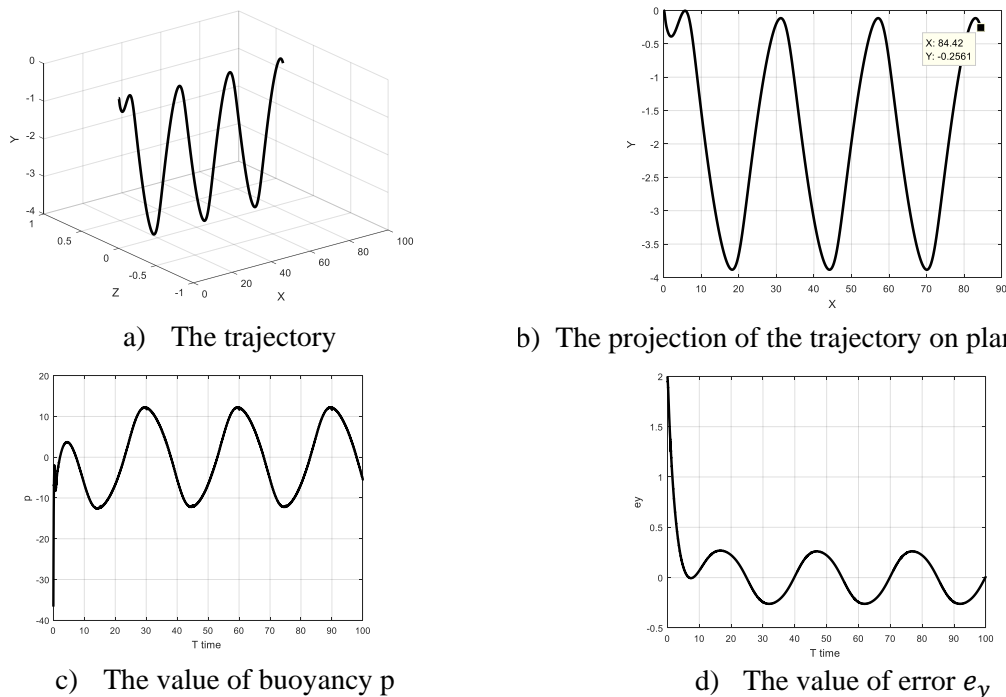 0
-1
-2
-3
-4
Y
1
0.5
0
-0.5
-1
Z
0
20
40
60
80
100
X
a) The trajectory
0
-0.5
-1
-1.5
-2
-2.5
-3
-3.5
-4
Y
X: 84.42
Y: -0.2561
0 10 20 30 40 50 60 70 80 90
X
b) The projection of the trajectory on plan
20
10
0
-10
-20
-30
-40
p
0 10 20 30 40 50 60 70 80 90 100
T time
c) The value of buoyancy p
2
1.5
1
0.5
0
-0.5
ey
0 10 20 30 40 50 60 70 80 90 100
T time
d) The value of error e_y